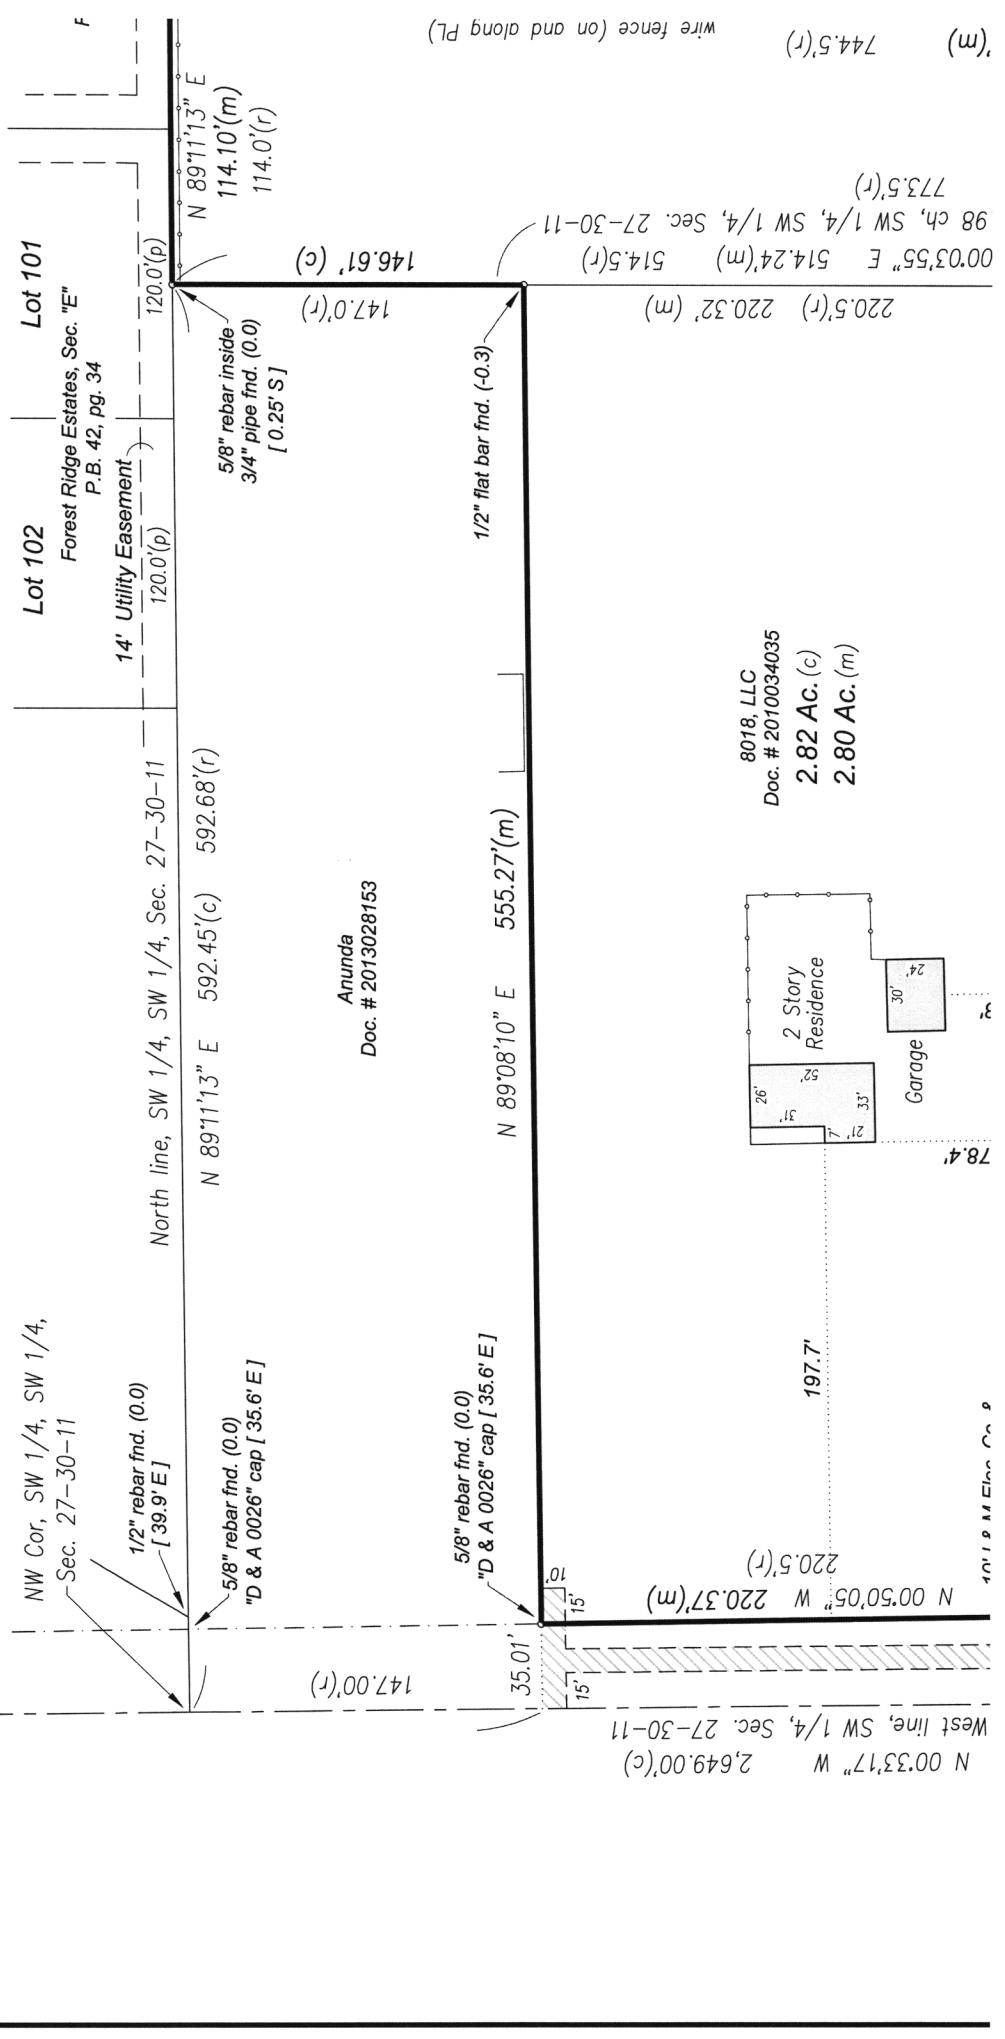 NW Cor, SW 1/4, SW 1/4,
Sec. 27-30-11
1/2" rebar fnd. (0.0)
[ 39.9' E ]
5/8" rebar fnd. (0.0)
"D & A 0026" cap [ 35.6' E ]
North line, SW 1/4, SW 1/4, Sec. 27-30-11
N 89°11'13" E 592.45'(c) 592.68'(r)
Lot 102
Lot 101
Forest Ridge Estates, Sec. "E"
P.B. 42, pg. 34
14' Utility Easement
120.0'(p)
120.0'(p)
N 89°11'13" E
114.10'(m)
114.0'(r)
5/8" rebar inside
3/4" pipe fnd. (0.0)
[ 0.25' S ]
146.61' (c)
147.0'(r)
wire fence (on and along PL)
744.5'(r)
'(m)
773.5'(r)
98 ch, SW 1/4, SW 1/4, Sec. 27-30-11
00°03'55" E 514.24'(m) 514.5(r)
220.5'(r) 220.32' (m)
1/2" flat bar fnd. (-0.3)
Anunda
Doc. # 2013028153
N 89°08'10" E 555.27'(m)
5/8" rebar fnd. (0.0)
"D & A 0026" cap [ 35.6' E ]
147.00'(r)
35.01'
10'
15'
15'
8018, LLC
Doc. # 2010034035
2.82 Ac. (c)
2.80 Ac. (m)
2 Story
Residence
26'
52'
31'
7'
21'
33'
Garage
30'
24'
78.4'
197.7'
220.5'(r)
N 00°50'05" W 220.37'(m)
West line, SW 1/4, Sec. 27-30-11
N 00°33'17" W 2,649.00'(c)